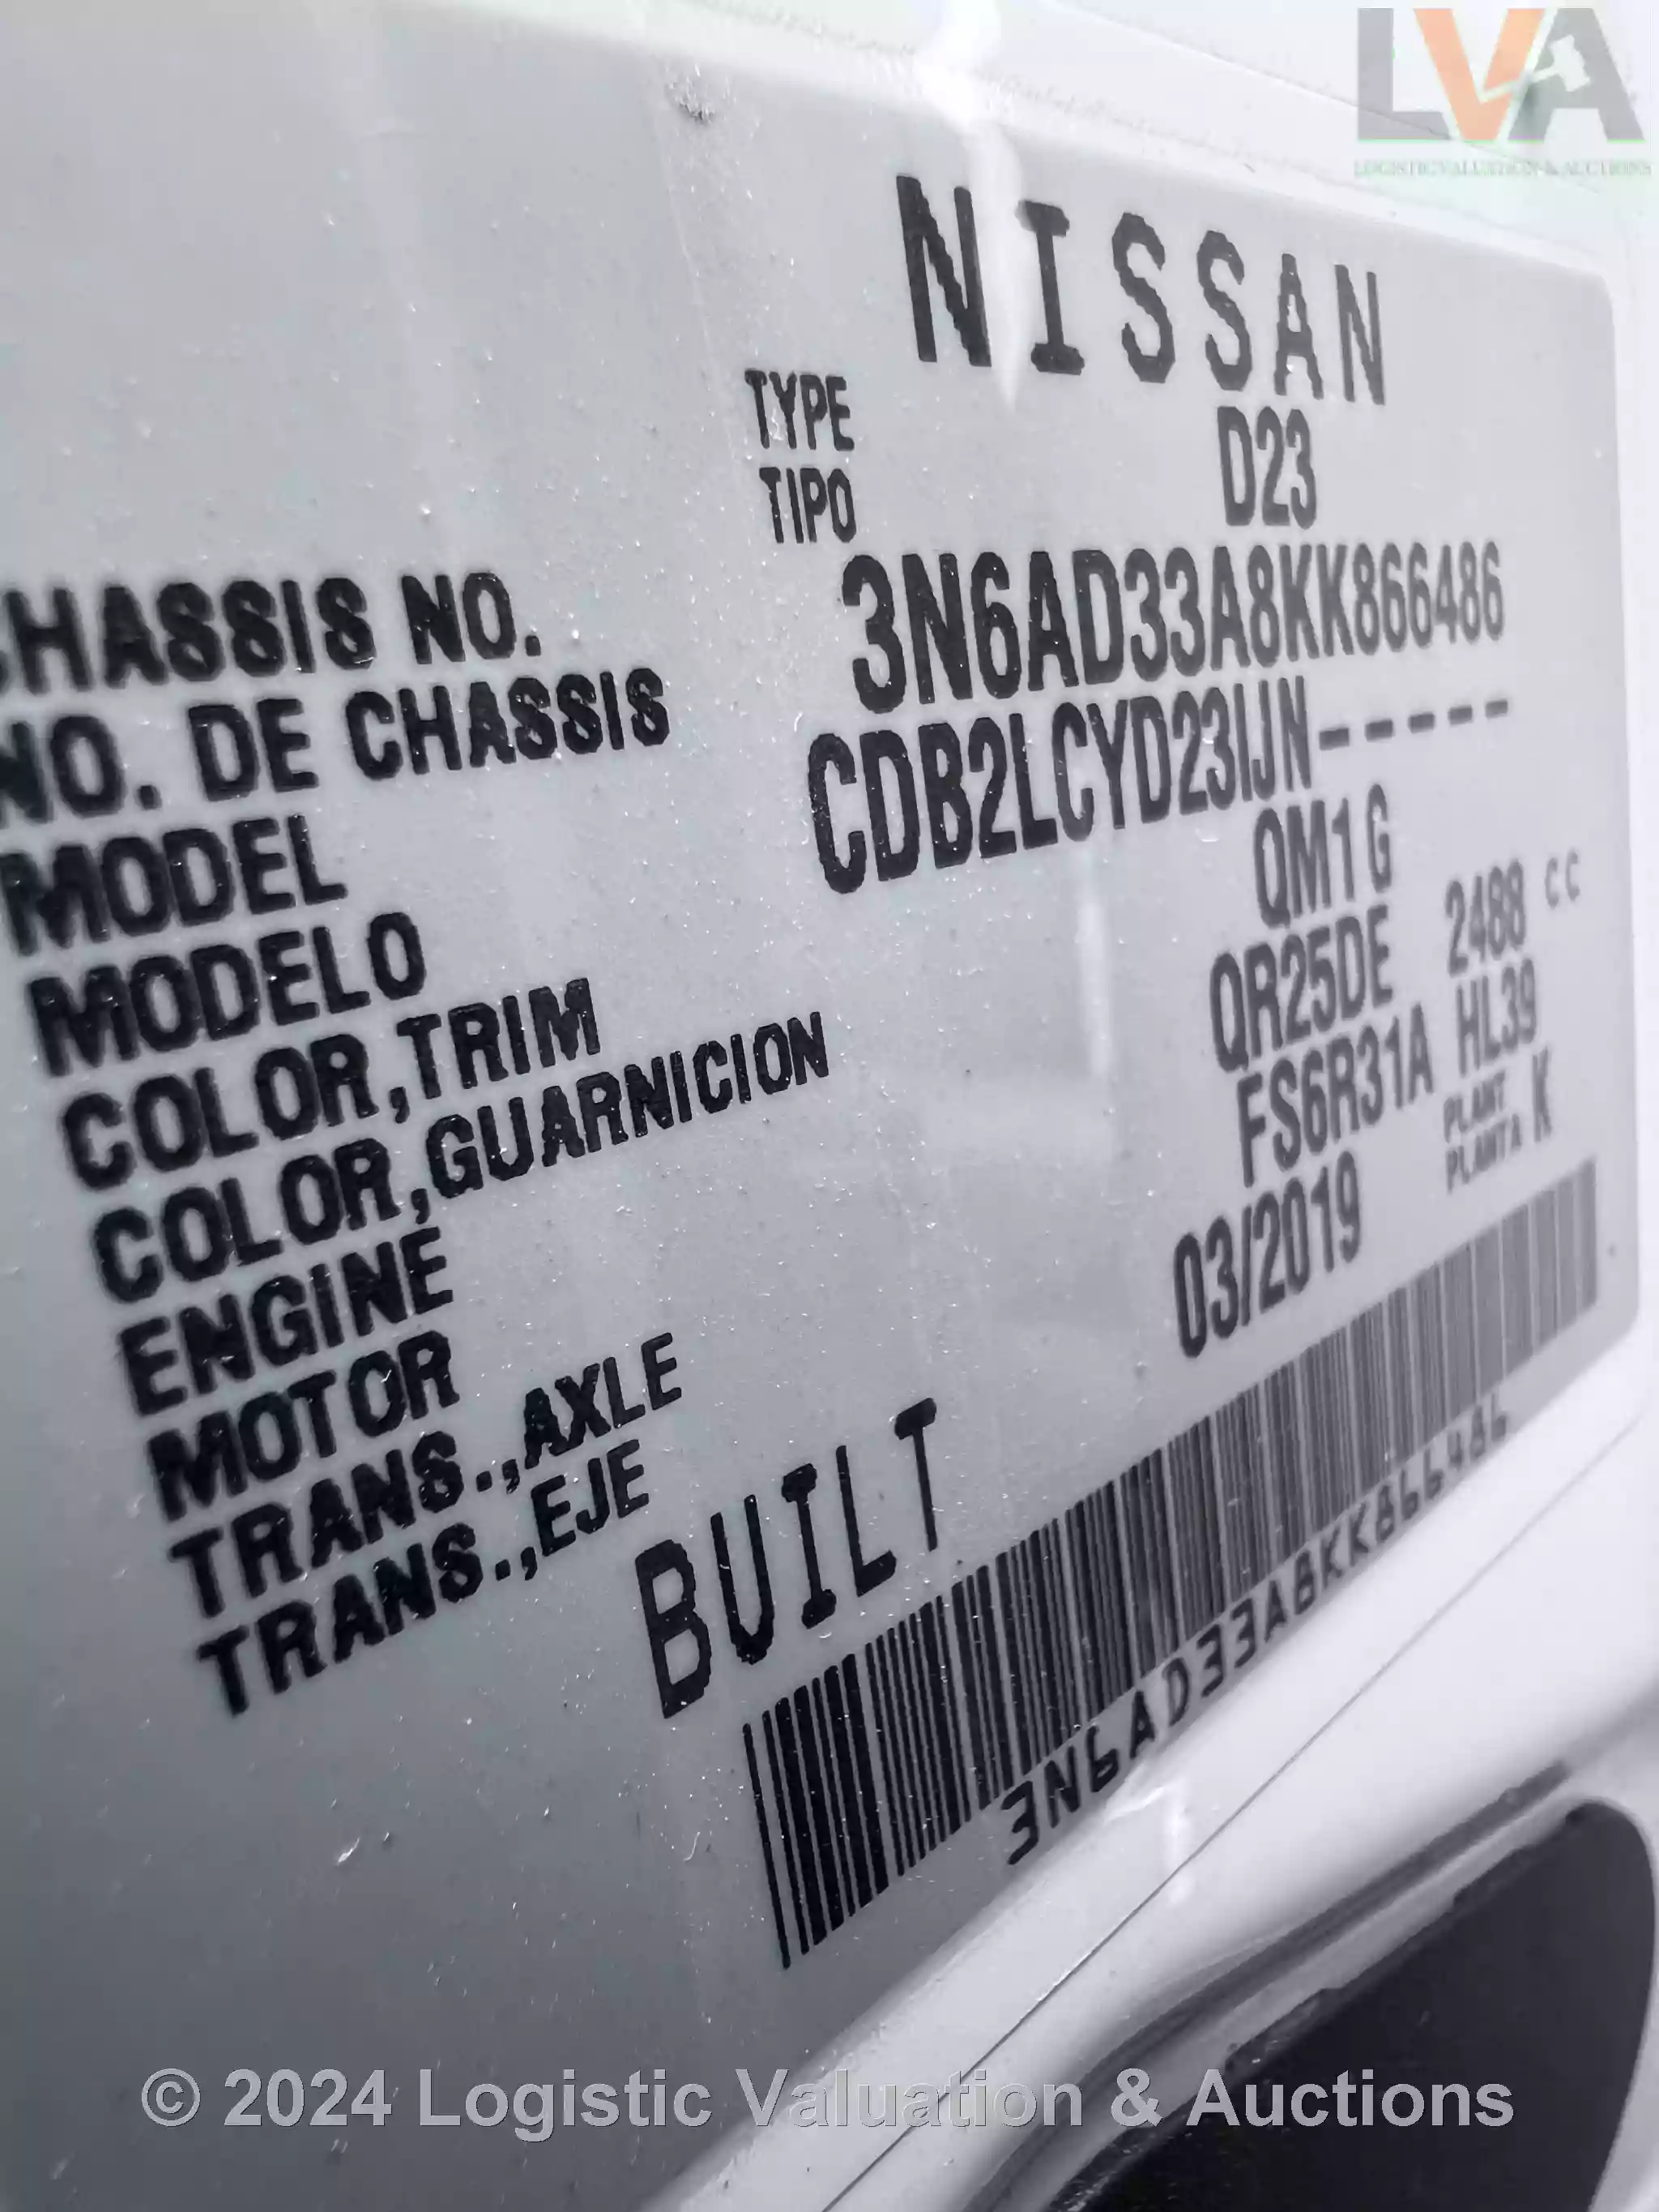 LVA
LOGISTIC VALUATION & AUCTIONS
NISSAN
TYPE
TIPO
D23
CHASSIS NO.
NO. DE CHASSIS
3N6AD33A8KK866486
MODEL
MODELO
CDB2LCYD23IJN-----
COLOR,TRIM
COLOR,GUARNICION
QM1 G
ENGINE
MOTOR
QR25DE 2488 CC
TRANS.,AXLE
TRANS.,EJE
FS6R31A HL39
PLANT
PLANTA K
BUILT 03/2019
3N6AD33A8KK866486
© 2024 Logistic Valuation & Auctions